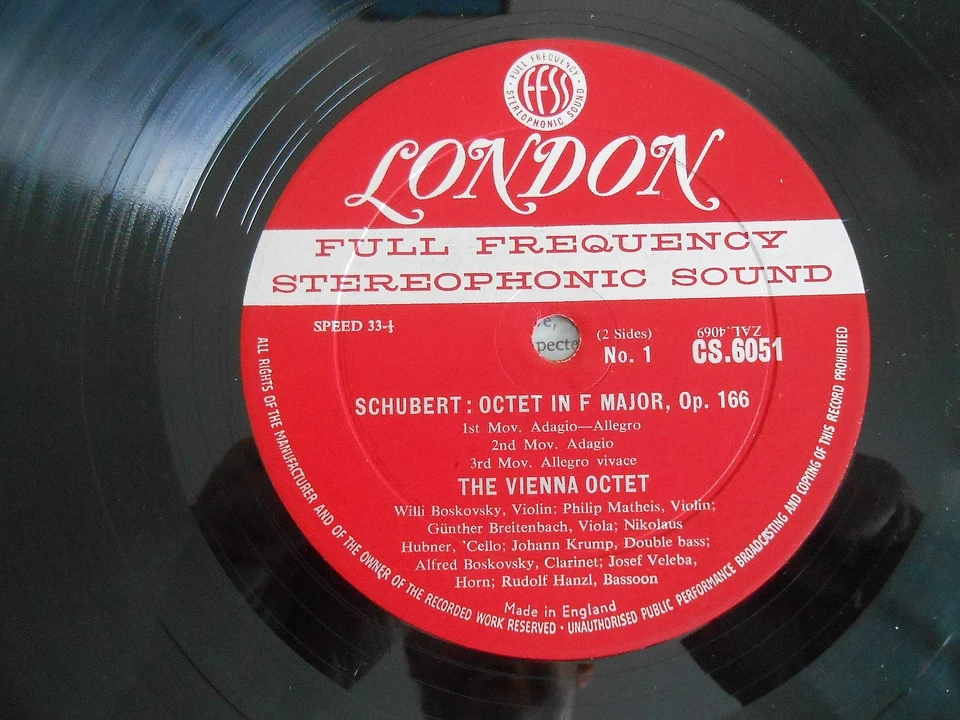 FULL FREQUENCY
FFSS
STEREOPHONIC SOUND
LONDON
FULL FREQUENCY
STEREOPHONIC SOUND
SPEED 33-⅓
(2 Sides)
No. 1
ZAL.4069
CS.6051
SCHUBERT: OCTET IN F MAJOR, Op. 166
1st Mov. Adagio—Allegro
2nd Mov. Adagio
3rd Mov. Allegro vivace
THE VIENNA OCTET
Willi Boskovsky, Violin; Philip Matheis, Violin;
Günther Breitenbach, Viola; Nikolaus
Hubner, 'Cello; Johann Krump, Double bass;
Alfred Boskovsky, Clarinet; Josef Veleba,
Horn; Rudolf Hanzl, Bassoon
Made in England
ALL RIGHTS OF THE MANUFACTURER AND OF THE OWNER OF THE RECORDED WORK RESERVED · UNAUTHORISED PUBLIC PERFORMANCE BROADCASTING AND COPYING OF THIS RECORD PROHIBITED